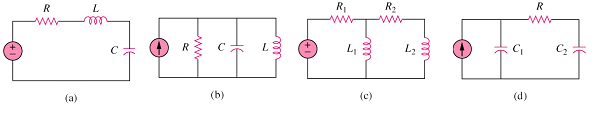 R L
+
−
C
(a)
R C L
(b)
R1 R2
+
−
L1 L2
(c)
R
C1 C2
(d)